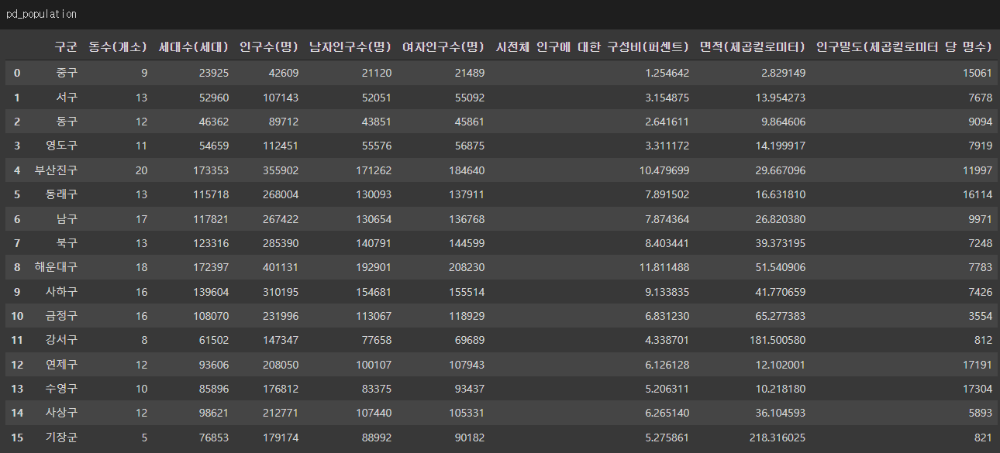 pd_population
구군 동수(개소) 세대수(세대) 인구수(명) 남자인구수(명) 여자인구수(명) 시전체 인구에 대한 구성비(퍼센트) 면적(제곱킬로미터) 인구밀도(제곱킬로미터 당 명수)
0 중구 9 23925 42609 21120 21489 1.254642 2.829149 15061
1 서구 13 52960 107143 52051 55092 3.154875 13.954273 7678
2 동구 12 46362 89712 43851 45861 2.641611 9.864606 9094
3 영도구 11 54659 112451 55576 56875 3.311172 14.199917 7919
4 부산진구 20 173353 355902 171262 184640 10.479699 29.667096 11997
5 동래구 13 115718 268004 130093 137911 7.891502 16.631810 16114
6 남구 17 117821 267422 130654 136768 7.874364 26.820380 9971
7 북구 13 123316 285390 140791 144599 8.403441 39.373195 7248
8 해운대구 18 172397 401131 192901 208230 11.811488 51.540906 7783
9 사하구 16 139604 310195 154681 155514 9.133835 41.770659 7426
10 금정구 16 108070 231996 113067 118929 6.831230 65.277383 3554
11 강서구 8 61502 147347 77658 69689 4.338701 181.500580 812
12 연제구 12 93606 208050 100107 107943 6.126128 12.102001 17191
13 수영구 10 85896 176812 83375 93437 5.206311 10.218180 17304
14 사상구 12 98621 212771 107440 105331 6.265140 36.104593 5893
15 기장군 5 76853 179174 88992 90182 5.275861 218.316025 821